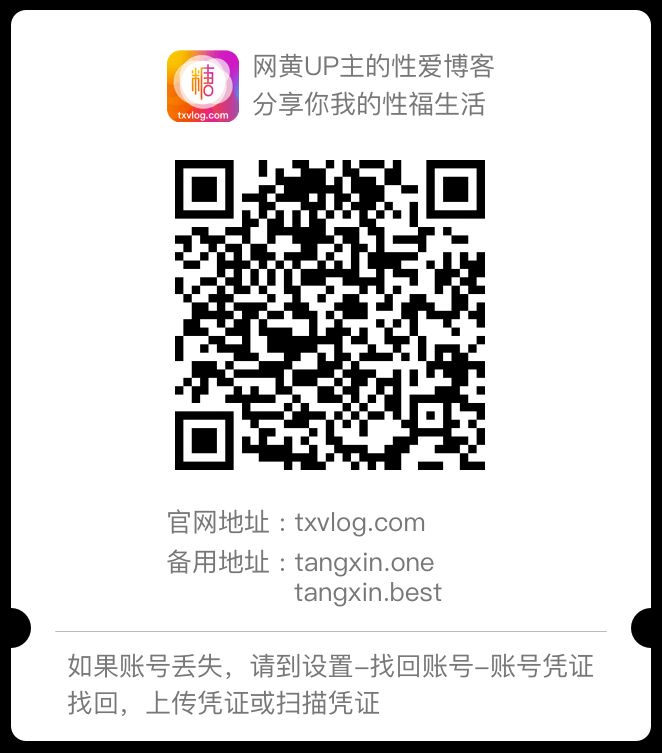 糖
txvlog.com
网黄UP主的性爱博客
分享你我的性福生活
官网地址：txvlog.com
备用地址：tangxin.one
tangxin.best
如果账号丢失，请到设置-找回账号-账号凭证
找回，上传凭证或扫描凭证